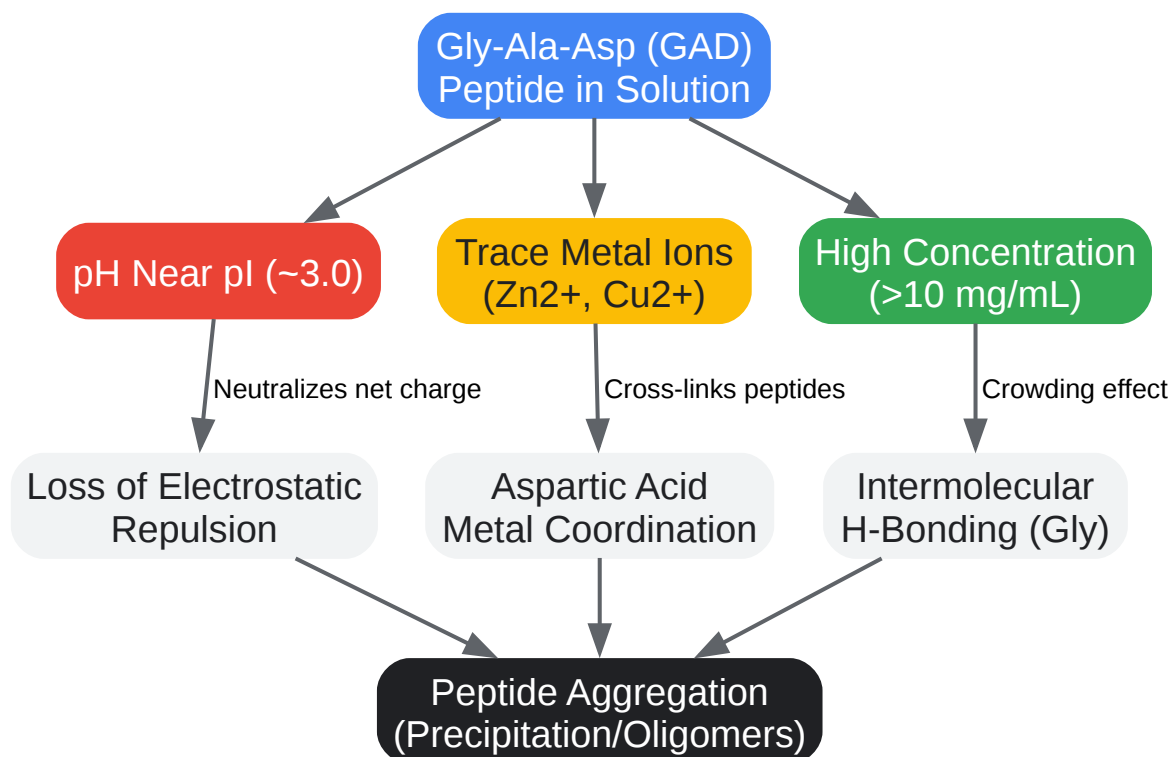 Gly-Ala-Asp (GAD)
Peptide in Solution
pH Near pI (~3.0)
Trace Metal Ions
(Zn2+, Cu2+)
High Concentration
(>10 mg/mL)
Neutralizes net charge
Cross-links peptides
Crowding effect
Loss of Electrostatic
Repulsion
Aspartic Acid
Metal Coordination
Intermolecular
H-Bonding (Gly)
Peptide Aggregation
(Precipitation/Oligomers)